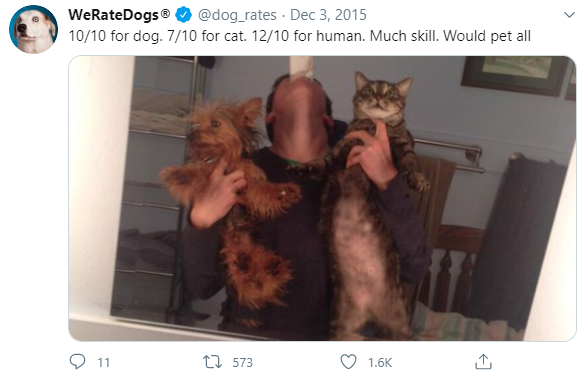 WeRateDogs® @dog_rates · Dec 3, 2015
10/10 for dog. 7/10 for cat. 12/10 for human. Much skill. Would pet all
11 573 1.6K